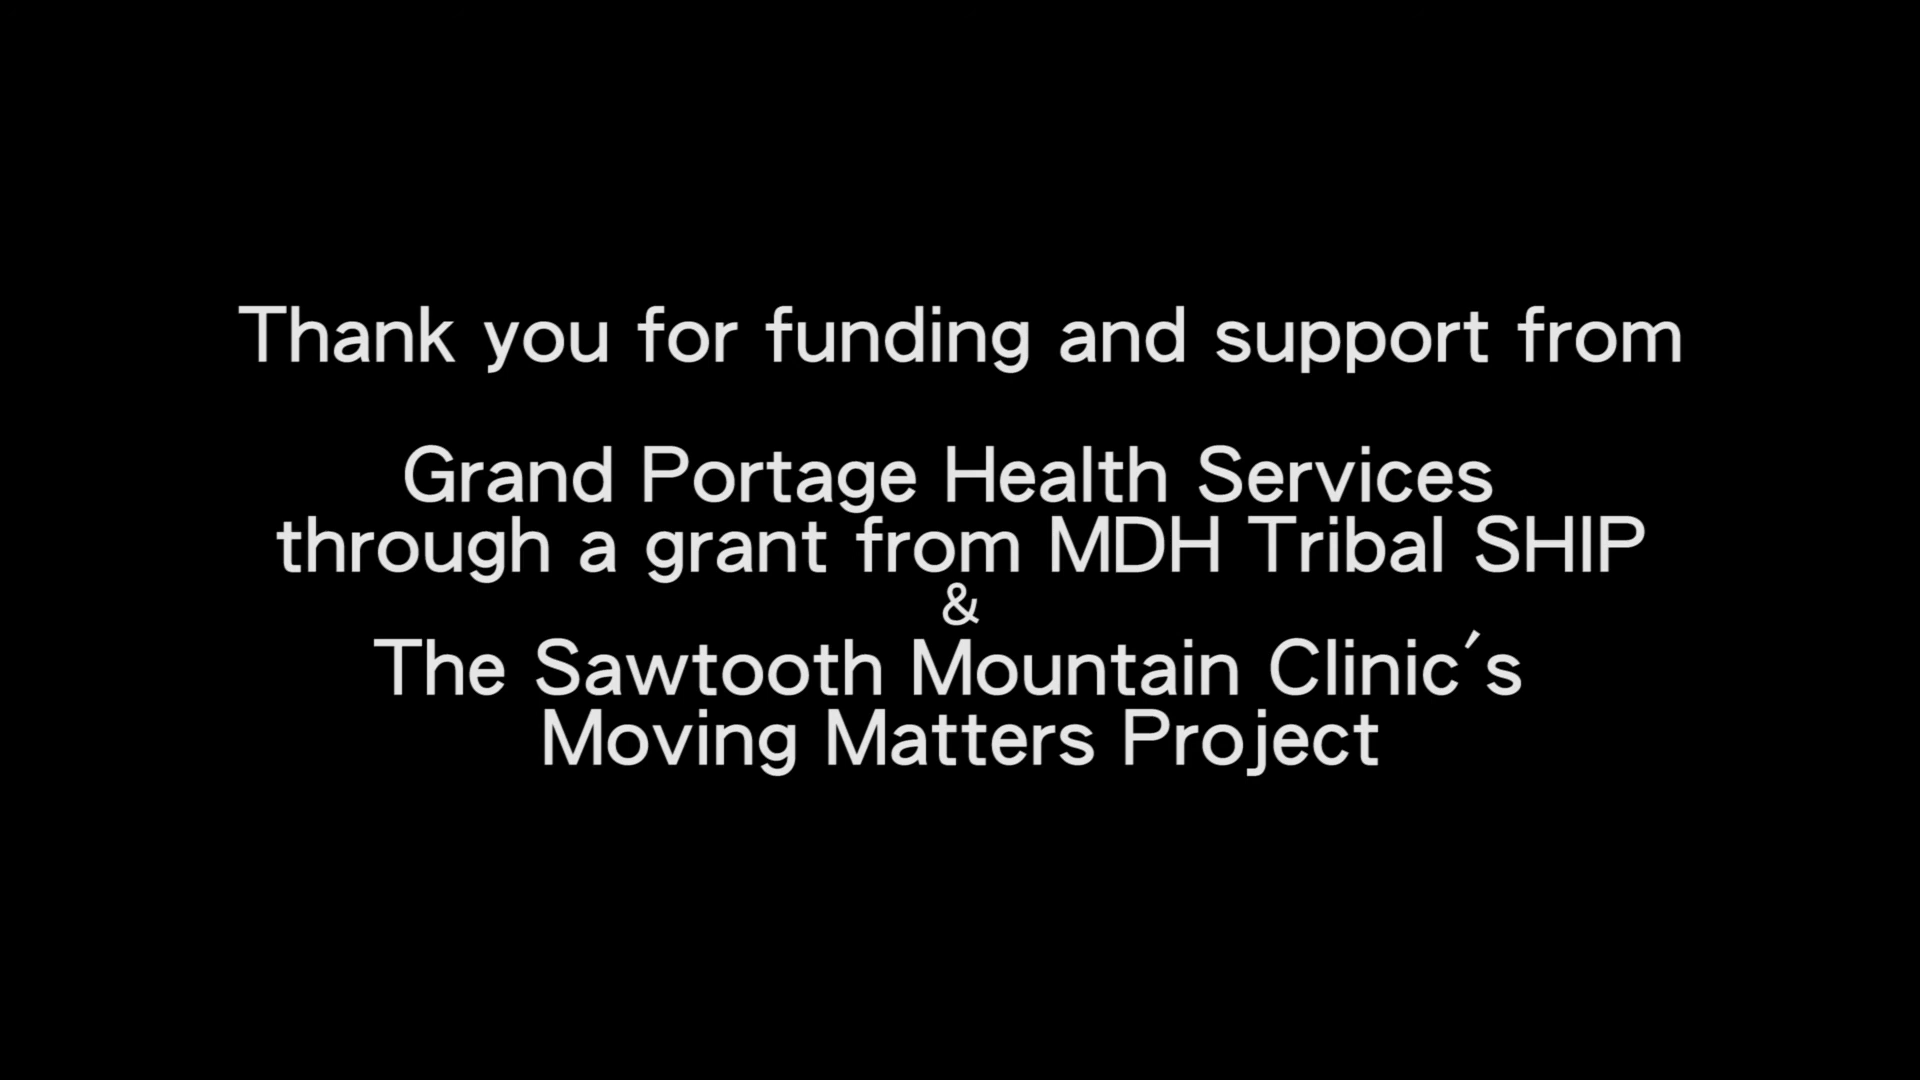 Thank you for funding and support from
Grand Portage Health Services
through a grant from MDH Tribal SHIP
&
The Sawtooth Mountain Clinic's
Moving Matters Project